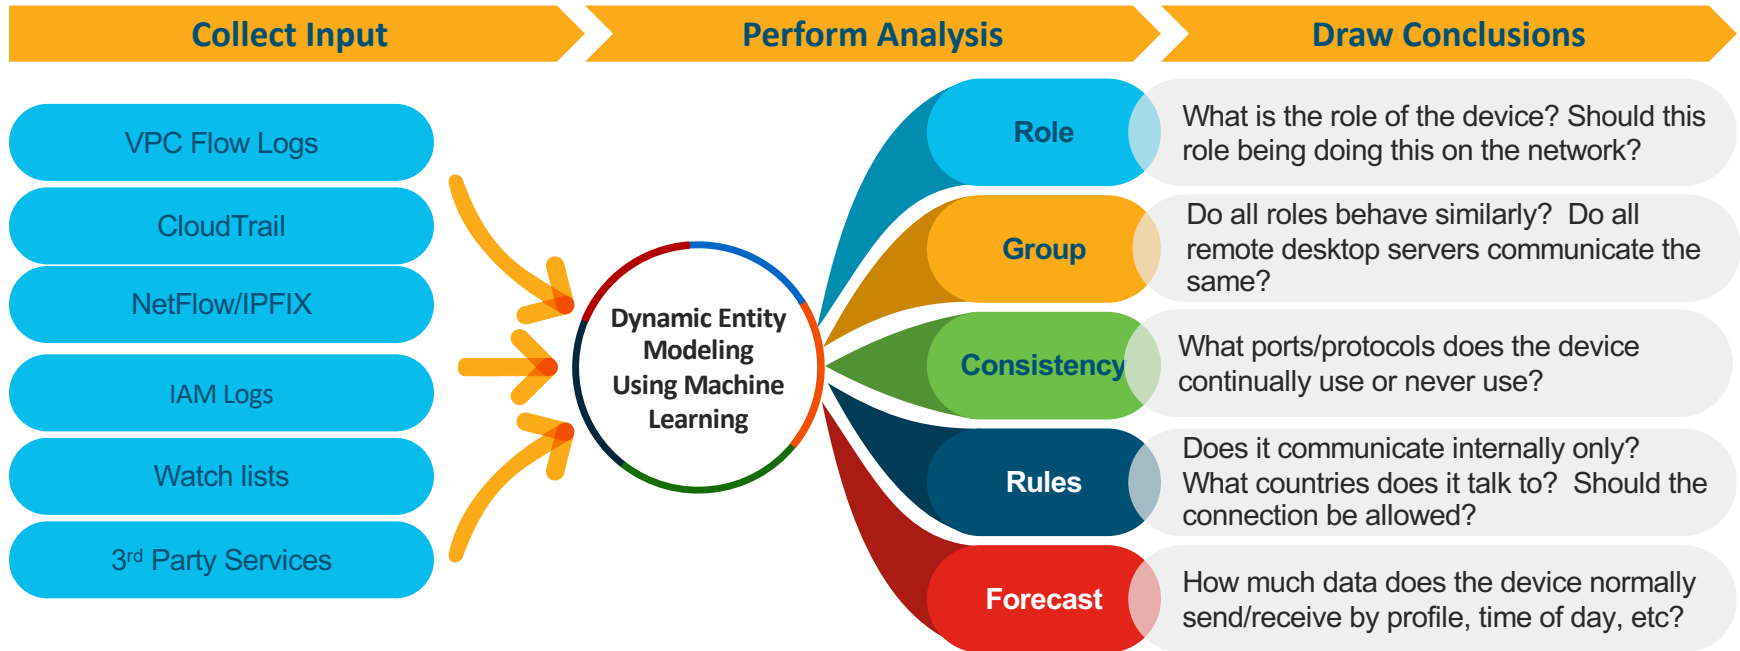 Collect Input
Perform Analysis
Draw Conclusions
VPC Flow Logs
CloudTrail
NetFlow/IPFIX
IAM Logs
Watch lists
3rd Party Services
Dynamic Entity
Modeling
Using Machine
Learning
Role
What is the role of the device? Should this
role being doing this on the network?
Group
Do all roles behave similarly?  Do all
remote desktop servers communicate the
same?
Consistency
What ports/protocols does the device
continually use or never use?
Rules
Does it communicate internally only?
What countries does it talk to?  Should the
connection be allowed?
Forecast
How much data does the device normally
send/receive by profile, time of day, etc?